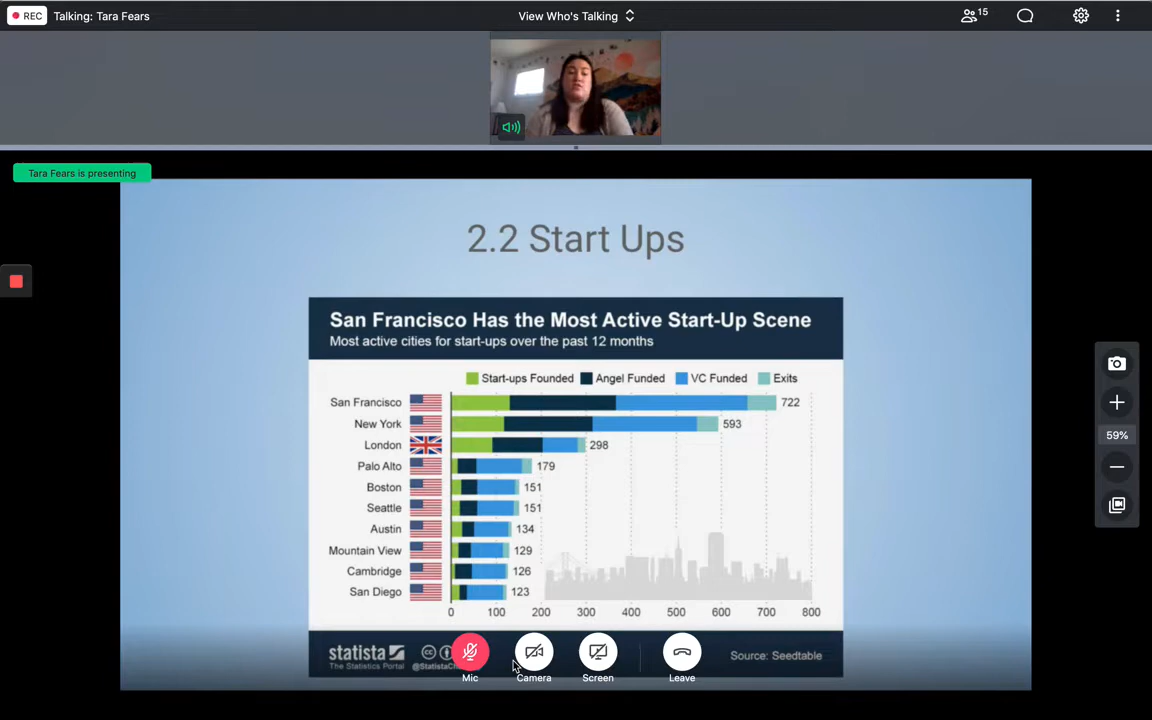 REC
Talking: Tara Fears
View Who's Talking
15
Tara Fears is presenting
2.2 Start Ups
San Francisco Has the Most Active Start-Up Scene
Most active cities for start-ups over the past 12 months
Start-ups Founded Angel Funded VC Funded Exits
San Francisco 722
New York 593
London 298
Palo Alto 179
Boston 151
Seattle 151
Austin 134
Mountain View 129
Cambridge 126
San Diego 123
0 100 200 300 400 500 600 700 800
59%
statista
The Statistics Portal
Source: Seedtable
Mic Camera Screen Leave